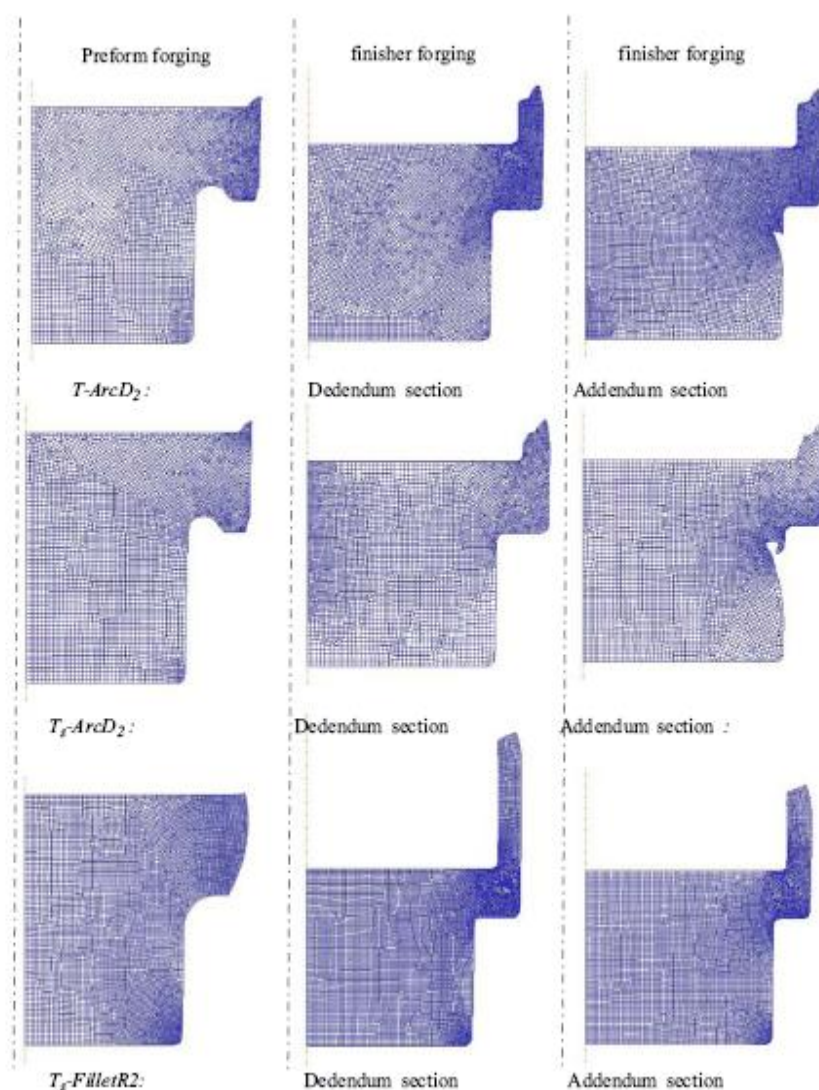 Preform forging finisher forging finisher forging
T-ArcD₂: Dedendum section Addendum section
Tₛ-ArcD₂: Dedendum section Addendum section :
Tₛ-FilletR2: Dedendum section Addendum section